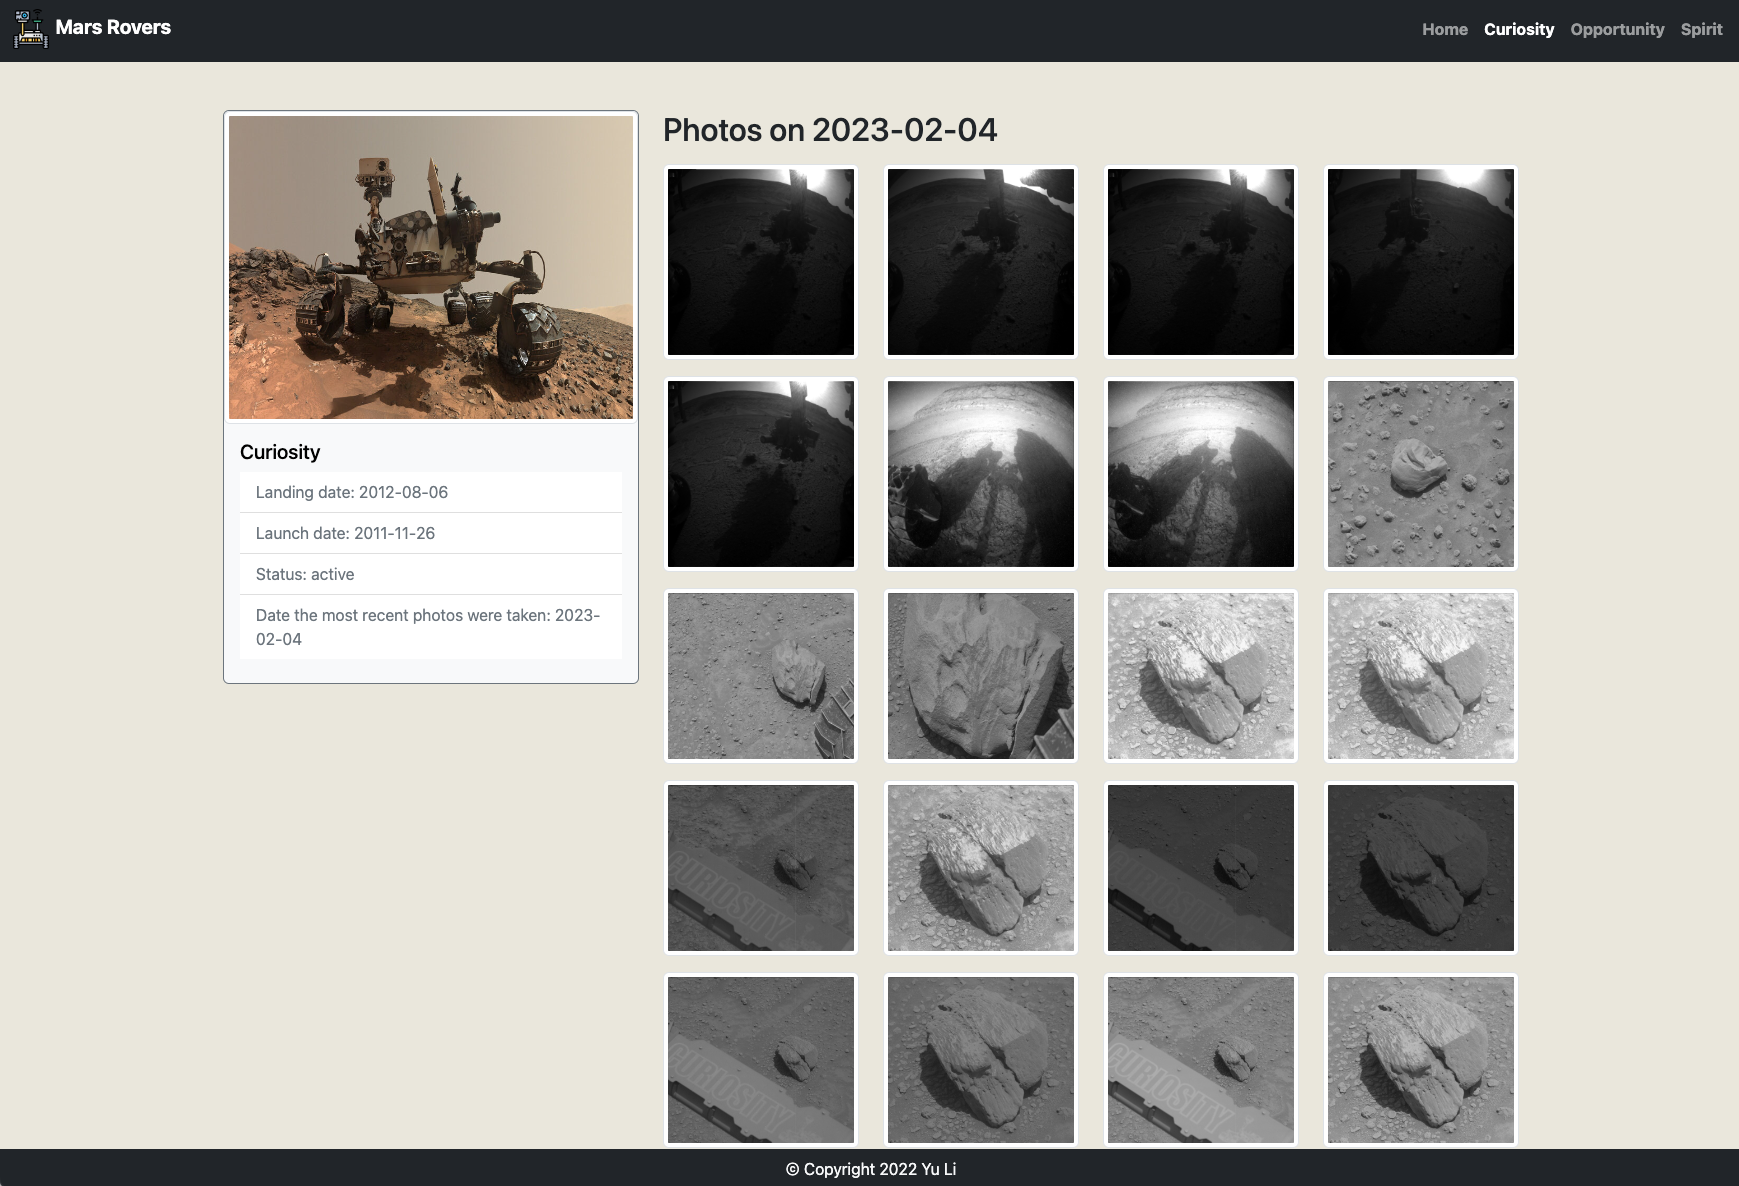 Mars Rovers
Home Curiosity Opportunity Spirit
Photos on 2023-02-04
Curiosity
Landing date: 2012-08-06
Launch date: 2011-11-26
Status: active
Date the most recent photos were taken: 2023-
02-04
CURIOSITY
CURIOSITY
CURIOSITY
CURIOSITY
© Copyright 2022 Yu Li